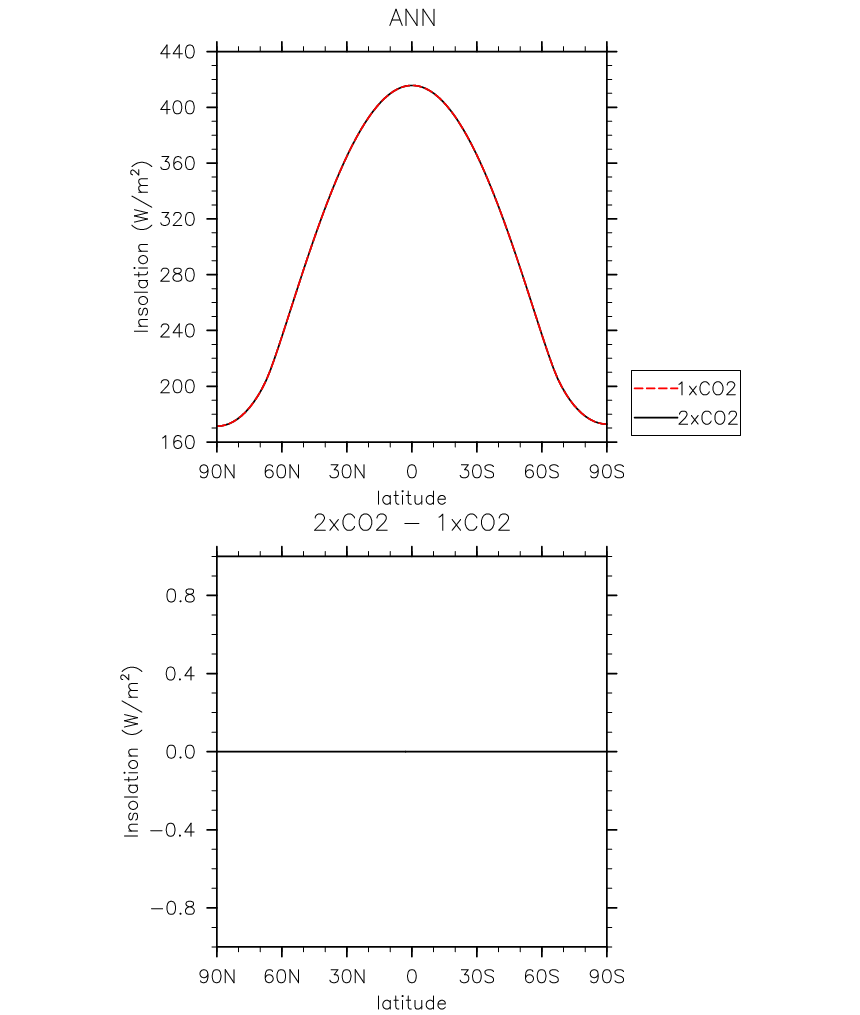 ANN
Insolation (W/m²)
440
400
360
320
280
240
200
160
90N 60N 30N 0 30S 60S 90S
latitude
1xCO2
2xCO2
2xCO2 − 1xCO2
Insolation (W/m²)
0.8
0.4
0.0
−0.4
−0.8
90N 60N 30N 0 30S 60S 90S
latitude